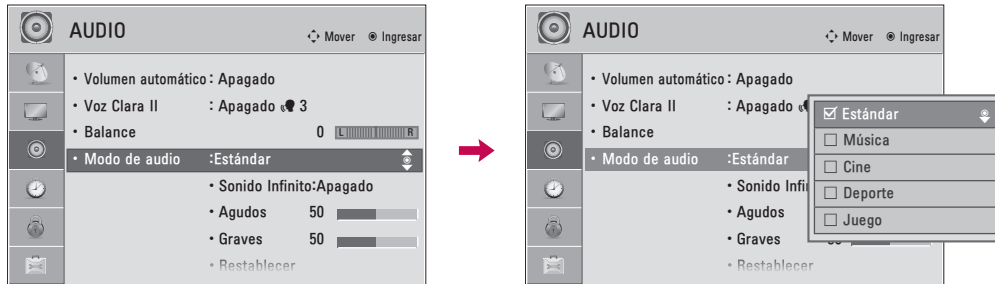 AUDIO
Mover Ingresar
• Volumen automático : Apagado
• Voz Clara II : Apagado 3
• Balance 0 L R
• Modo de audio :Estándar
• Sonido Infinito:Apagado
• Agudos 50
• Graves 50
• Restablecer
AUDIO
Mover Ingresar
• Volumen automático : Apagado
• Voz Clara II : Apagado
• Balance
• Modo de audio :Estándar
• Sonido Infi
• Agudos
• Graves
• Restablecer
Estándar
Música
Cine
Deporte
Juego